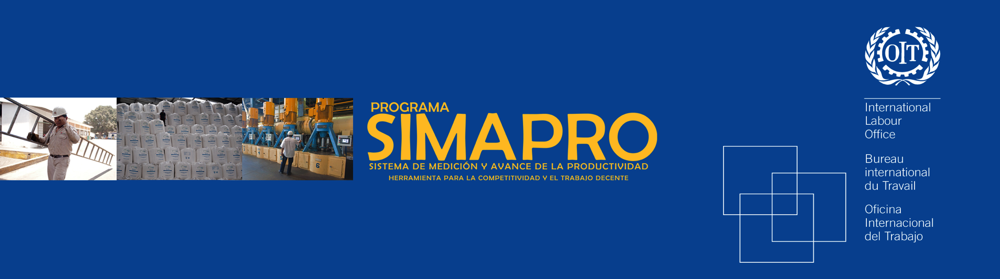 PROGRAMA
SIMAPRO
SISTEMA DE MEDICIÓN Y AVANCE DE LA PRODUCTIVIDAD
HERRAMIENTA PARA LA COMPETITIVIDAD Y EL TRABAJO DECENTE
OIT
International
Labour
Office
Bureau
international
du Travail
Oficina
Internacional
del Trabajo
6